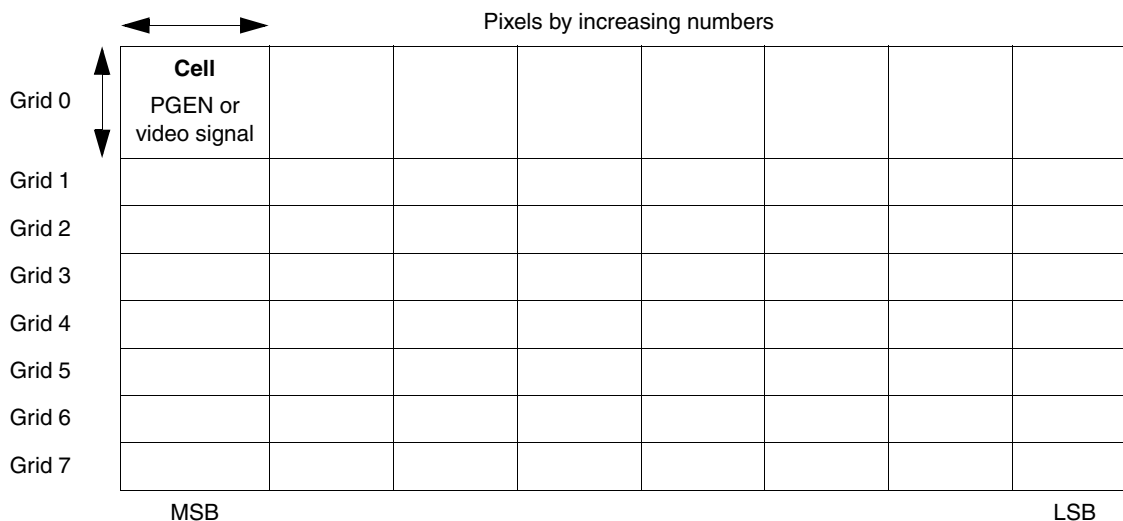 Pixels by increasing numbers
Grid 0
Cell
PGEN or
video signal
Grid 1
Grid 2
Grid 3
Grid 4
Grid 5
Grid 6
Grid 7
MSB
LSB